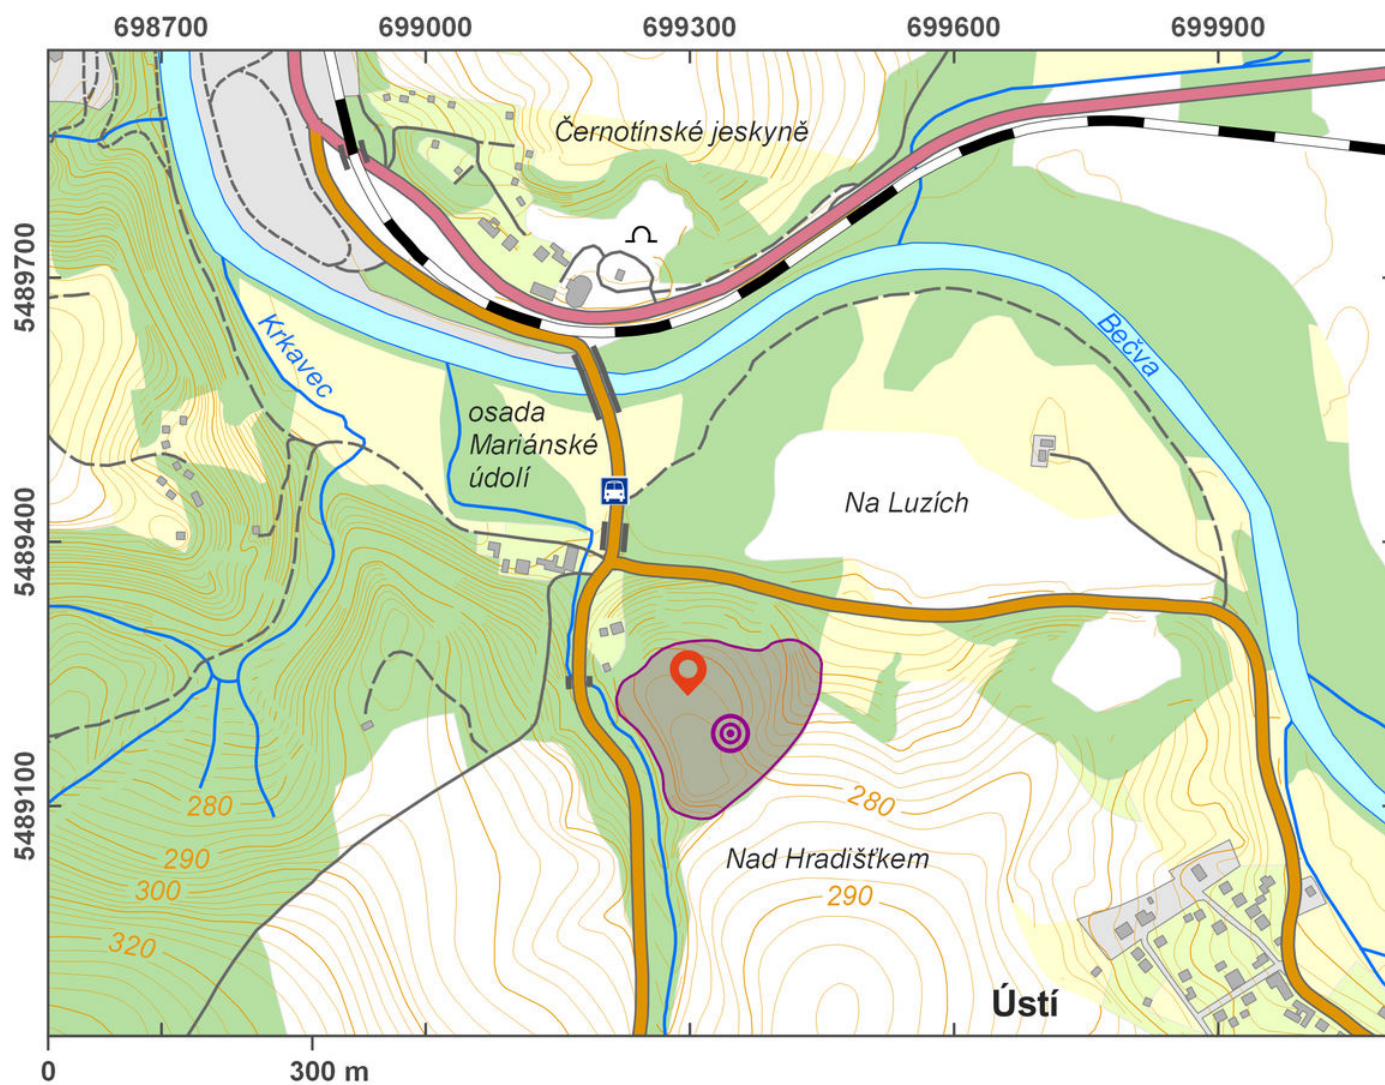 698700 699000 699300 699600 699900
Černotínské jeskyně
5489700
Krkavec
Bečva
osada
Mariánské
údolí
Na Luzích
5489400
280
280
5489100
290
Nad Hradišťkem
300
290
320
Ústí
0 300 m